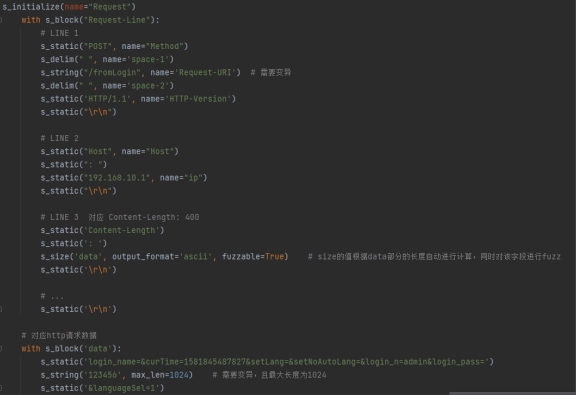 s_initialize(name="Request")
with s_block("Request-Line"):
# LINE 1
s_static("POST", name="Method")
s_delim(" ", name='space-1')
s_string("/fromLogin", name='Request-URI') # 需要变异
s_delim(" ", name='space-2')
s_static('HTTP/1.1', name='HTTP-Version')
s_static("\r\n")
# LINE 2
s_static("Host", name="Host")
s_static(": ")
s_static("192.168.10.1", name="ip")
s_static("\r\n")
# LINE 3 对应 Content-Length: 400
s_static('Content-Length')
s_static(': ')
s_size('data', output_format='ascii', fuzzable=True) # size的值根据data部分的长度自动进行计算，同时对该字段进行fuzz
s_static('\r\n')
# ...
s_static('\r\n')
# 对应http请求数据
with s_block('data'):
s_static('login_name=&curTime=1581845487827&setLang=&setNoAutoLang=&login_n=admin&login_pass=')
s_string('123456', max_len=1024) # 需要变异，且最大长度为1024
s_static('&languageSel=1')